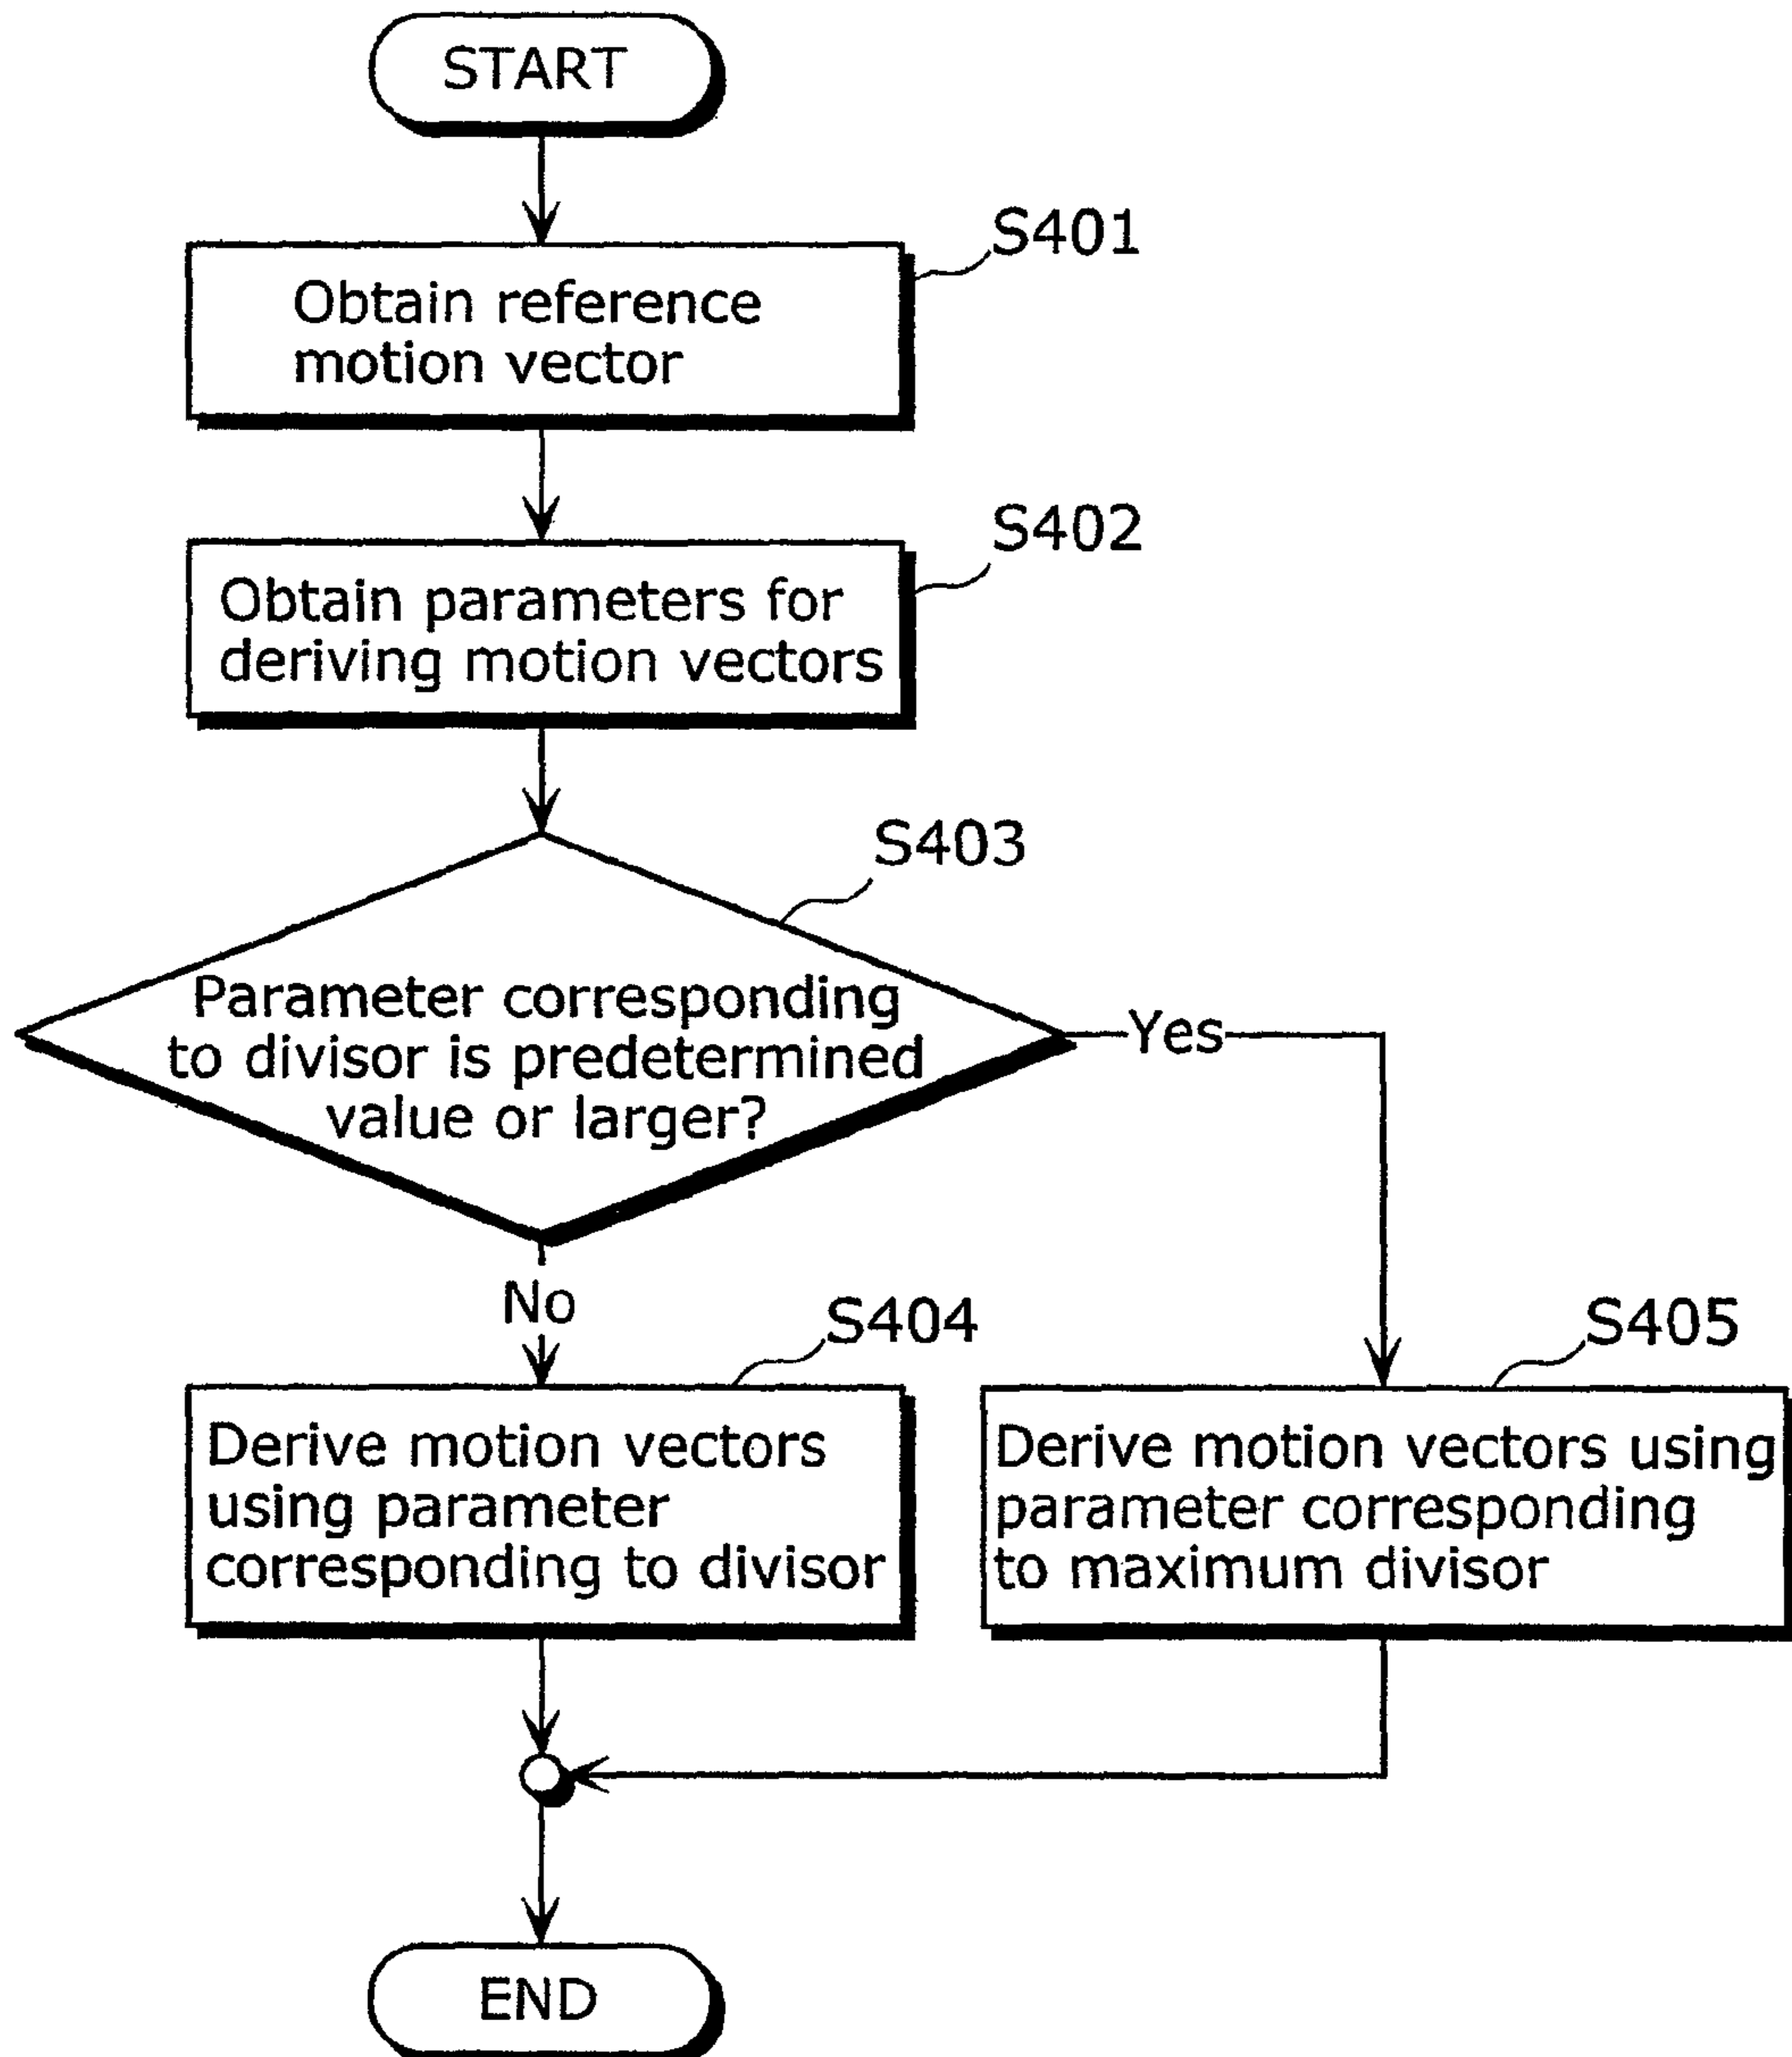 START
S401
Obtain reference
motion vector
S402
Obtain parameters for
deriving motion vectors
S403
Parameter corresponding
to divisor is predetermined
value or larger?
Yes
No
S404
Derive motion vectors
using parameter
corresponding to divisor
S405
Derive motion vectors using
parameter corresponding
to maximum divisor
END